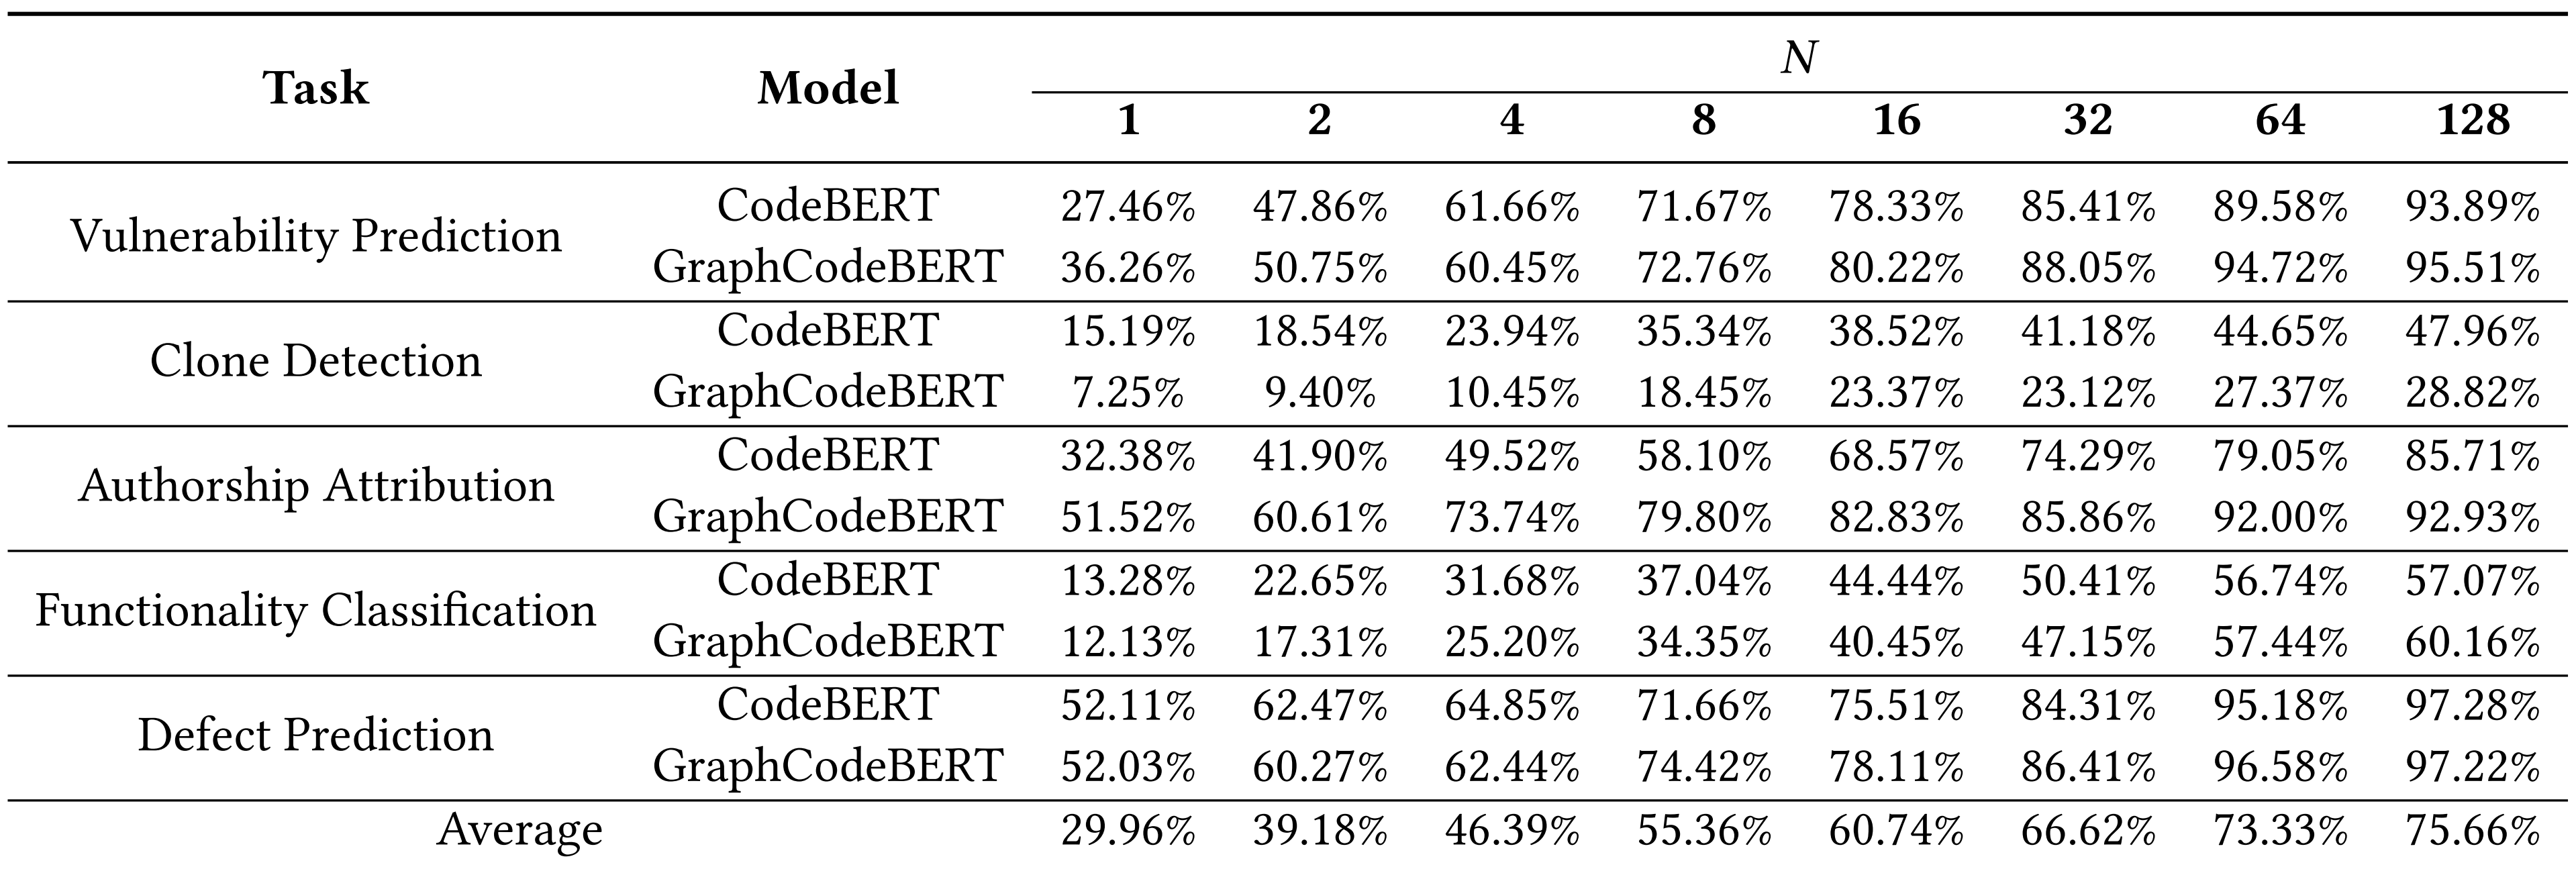 Task Model N
1 2 4 8 16 32 64 128
Vulnerability Prediction
CodeBERT 27.46% 47.86% 61.66% 71.67% 78.33% 85.41% 89.58% 93.89%
GraphCodeBERT 36.26% 50.75% 60.45% 72.76% 80.22% 88.05% 94.72% 95.51%
Clone Detection
CodeBERT 15.19% 18.54% 23.94% 35.34% 38.52% 41.18% 44.65% 47.96%
GraphCodeBERT 7.25% 9.40% 10.45% 18.45% 23.37% 23.12% 27.37% 28.82%
Authorship Attribution
CodeBERT 32.38% 41.90% 49.52% 58.10% 68.57% 74.29% 79.05% 85.71%
GraphCodeBERT 51.52% 60.61% 73.74% 79.80% 82.83% 85.86% 92.00% 92.93%
Functionality Classification
CodeBERT 13.28% 22.65% 31.68% 37.04% 44.44% 50.41% 56.74% 57.07%
GraphCodeBERT 12.13% 17.31% 25.20% 34.35% 40.45% 47.15% 57.44% 60.16%
Defect Prediction
CodeBERT 52.11% 62.47% 64.85% 71.66% 75.51% 84.31% 95.18% 97.28%
GraphCodeBERT 52.03% 60.27% 62.44% 74.42% 78.11% 86.41% 96.58% 97.22%
Average 29.96% 39.18% 46.39% 55.36% 60.74% 66.62% 73.33% 75.66%